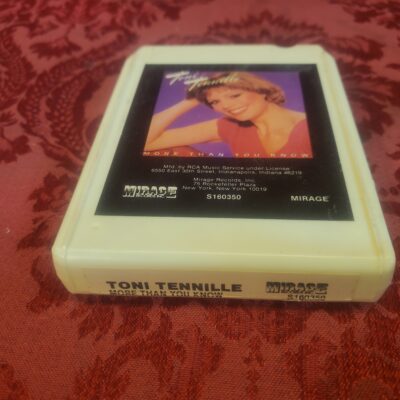 Toni
Tennille
MORE THAN YOU KNOW
Mfd. by RCA Music Service under License
6550 East 30th Street, Indianapolis, Indiana 46219
Mirage Records, Inc.
75 Rockefeller Plaza
New York, New York 10019
MIRAGE
S160350
MIRAGE
TONI TENNILLE
MORE THAN YOU KNOW
MIRAGE
S160350